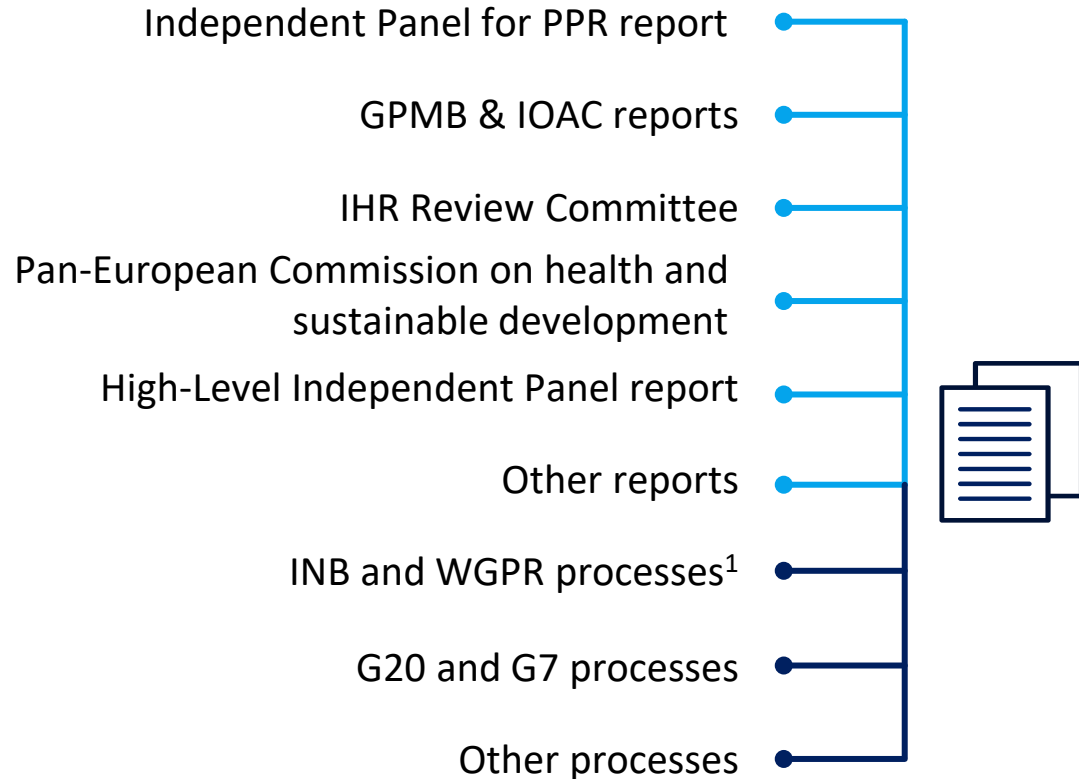 Independent Panel for PPR report
GPMB & IOAC reports
IHR Review Committee
Pan-European Commission on health and
sustainable development
High-Level Independent Panel report
Other reports
INB and WGPR processes¹
G20 and G7 processes
Other processes